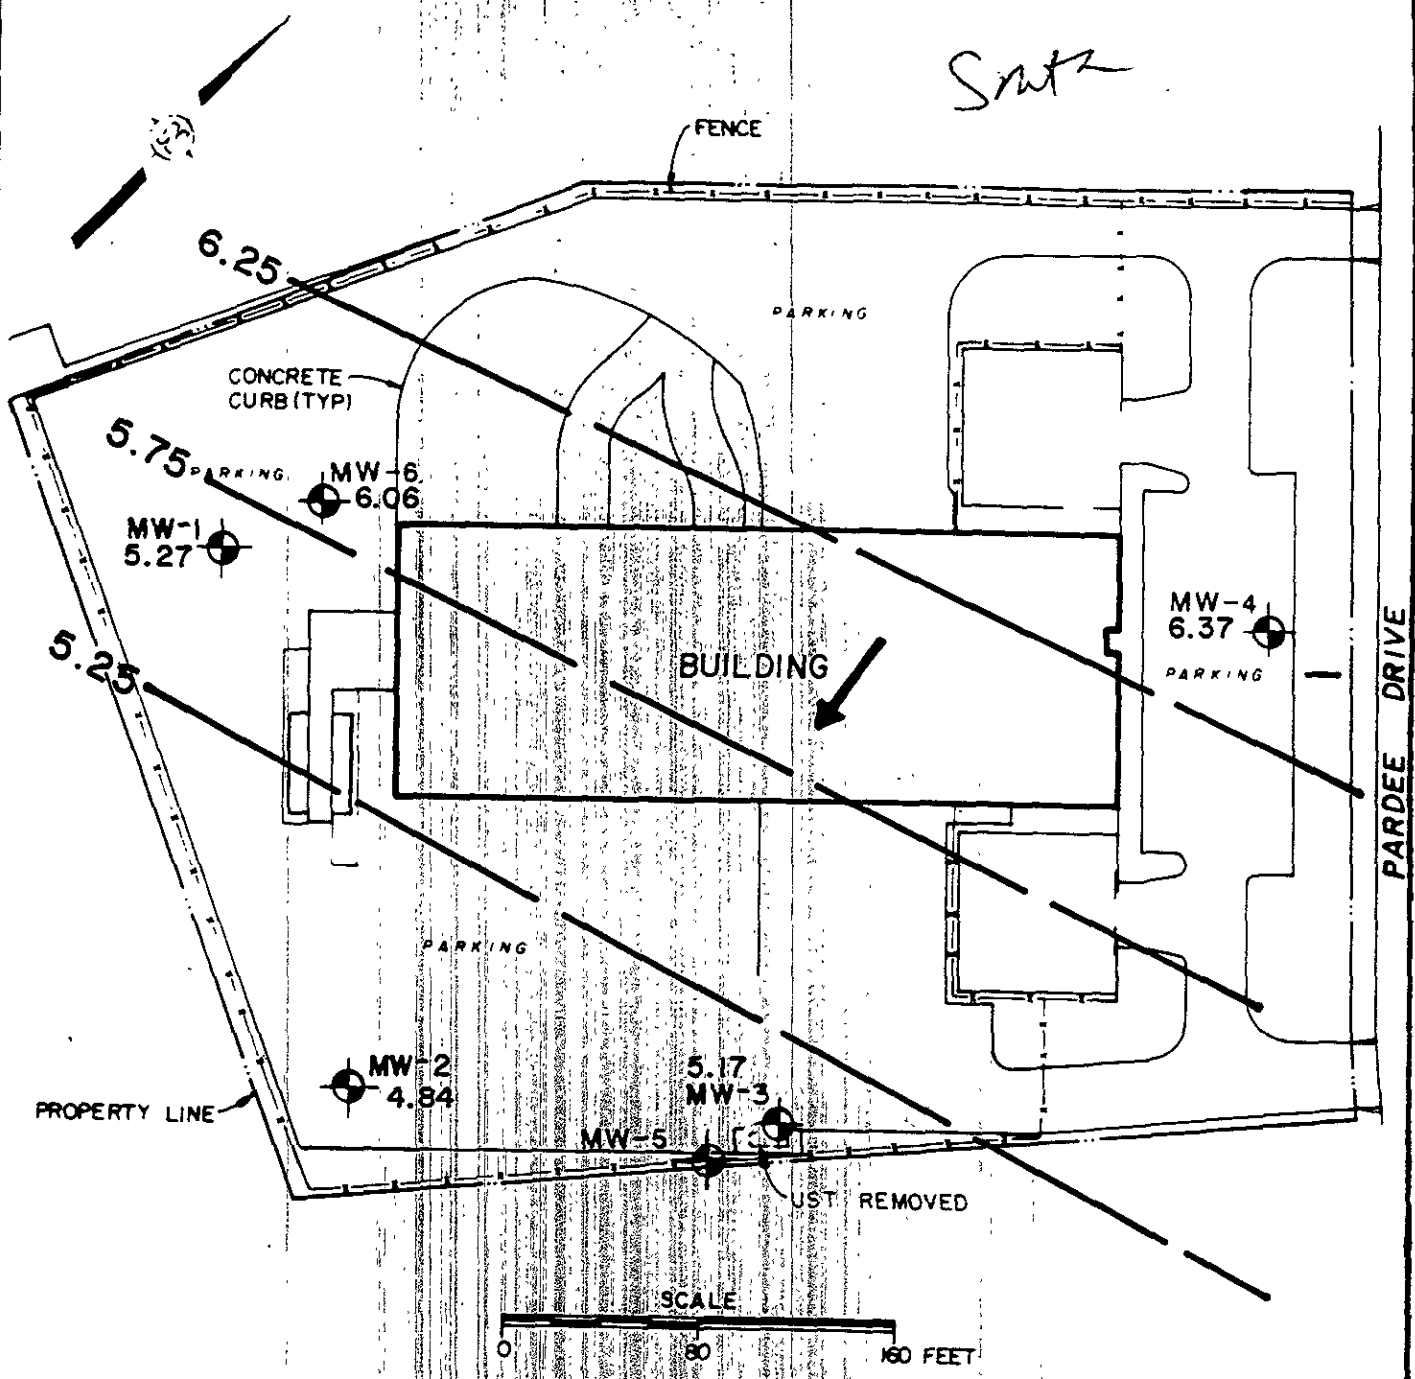 FENCE
6.25
PARKING
CONCRETE
CURB (TYP)
5.75
PARKING
MW-6
6.06
MW-1
5.27
MW-4
6.37
5.25
BUILDING
PARKING
PARDEE DRIVE
PARKING
MW-2
4.84
5.17
MW-3
PROPERTY LINE
MW-5
UST REMOVED
SCALE
0 80 160 FEET